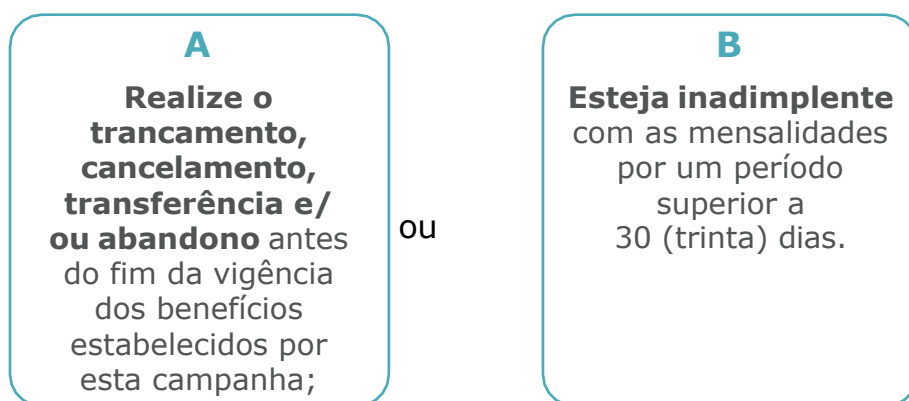 A
Realize o
trancamento,
cancelamento,
transferência e/
ou abandono antes
do fim da vigência
dos benefícios
estabelecidos por
esta campanha;
ou
B
Esteja inadimplente
com as mensalidades
por um período
superior a
30 (trinta) dias.